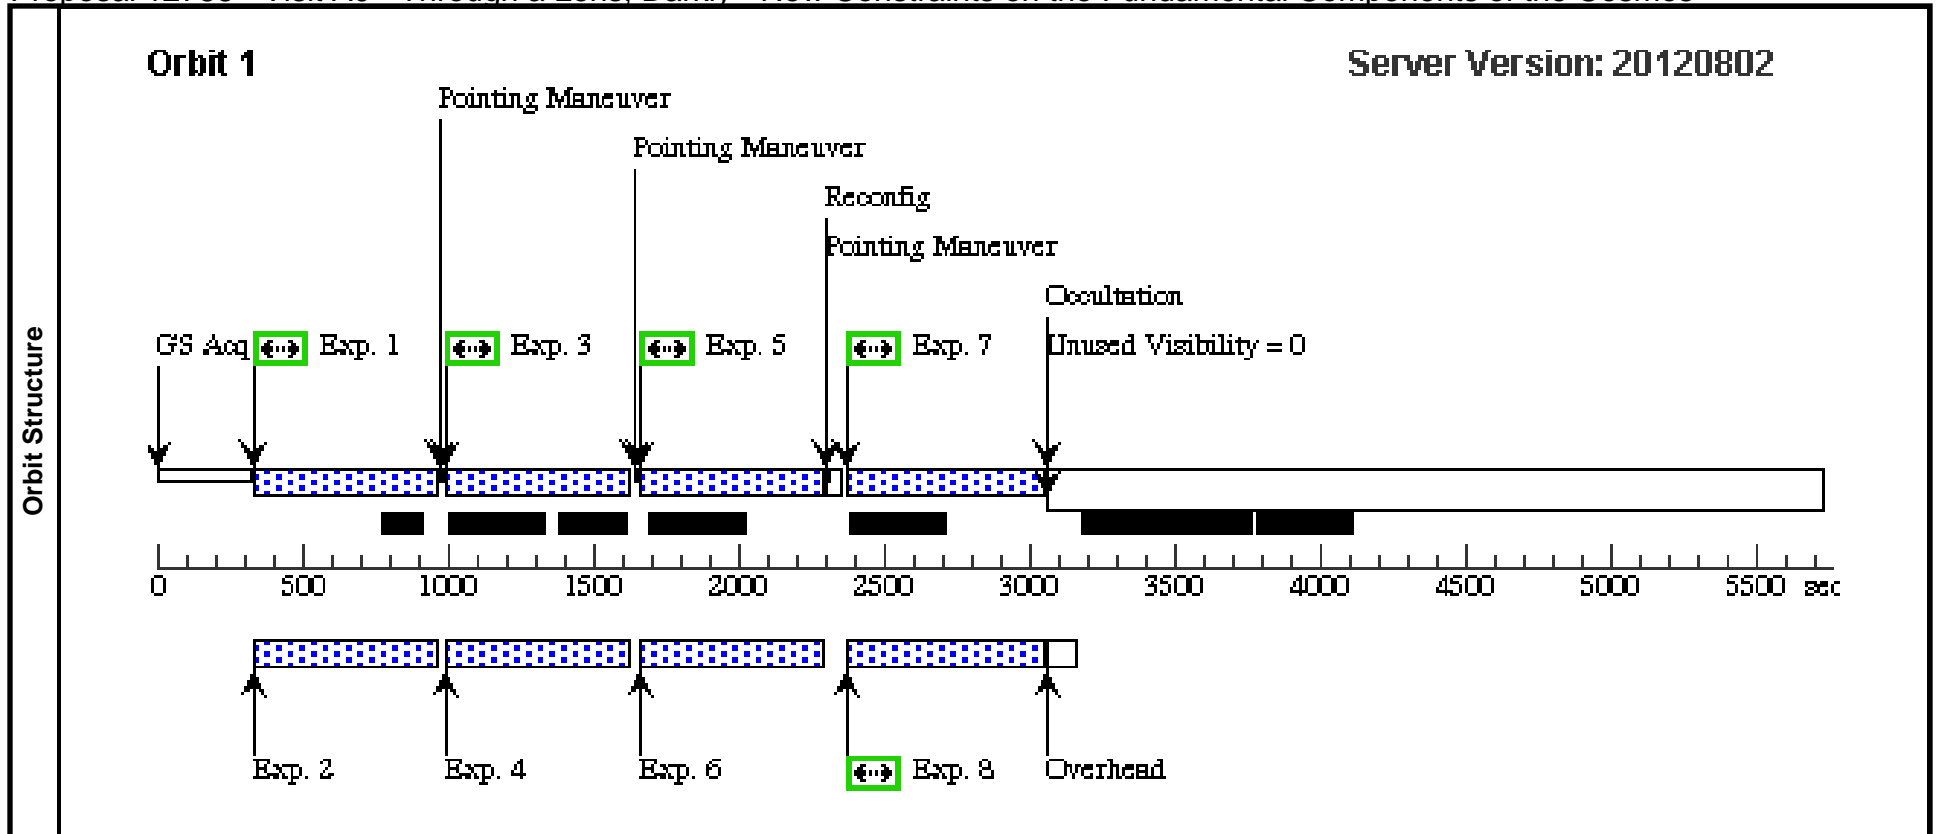 Orbit 1
Server Version: 20120802
Pointing Maneuver
Pointing Maneuver
Reconfig
Pointing Maneuver
Occultation
GS Acq Exp. 1 Exp. 3 Exp. 5 Exp. 7 Unused Visibility = 0
Orbit Structure
0 500 1000 1500 2000 2500 3000 3500 4000 4500 5000 5500 sec
Exp. 2 Exp. 4 Exp. 6 Exp. 8 Overhead